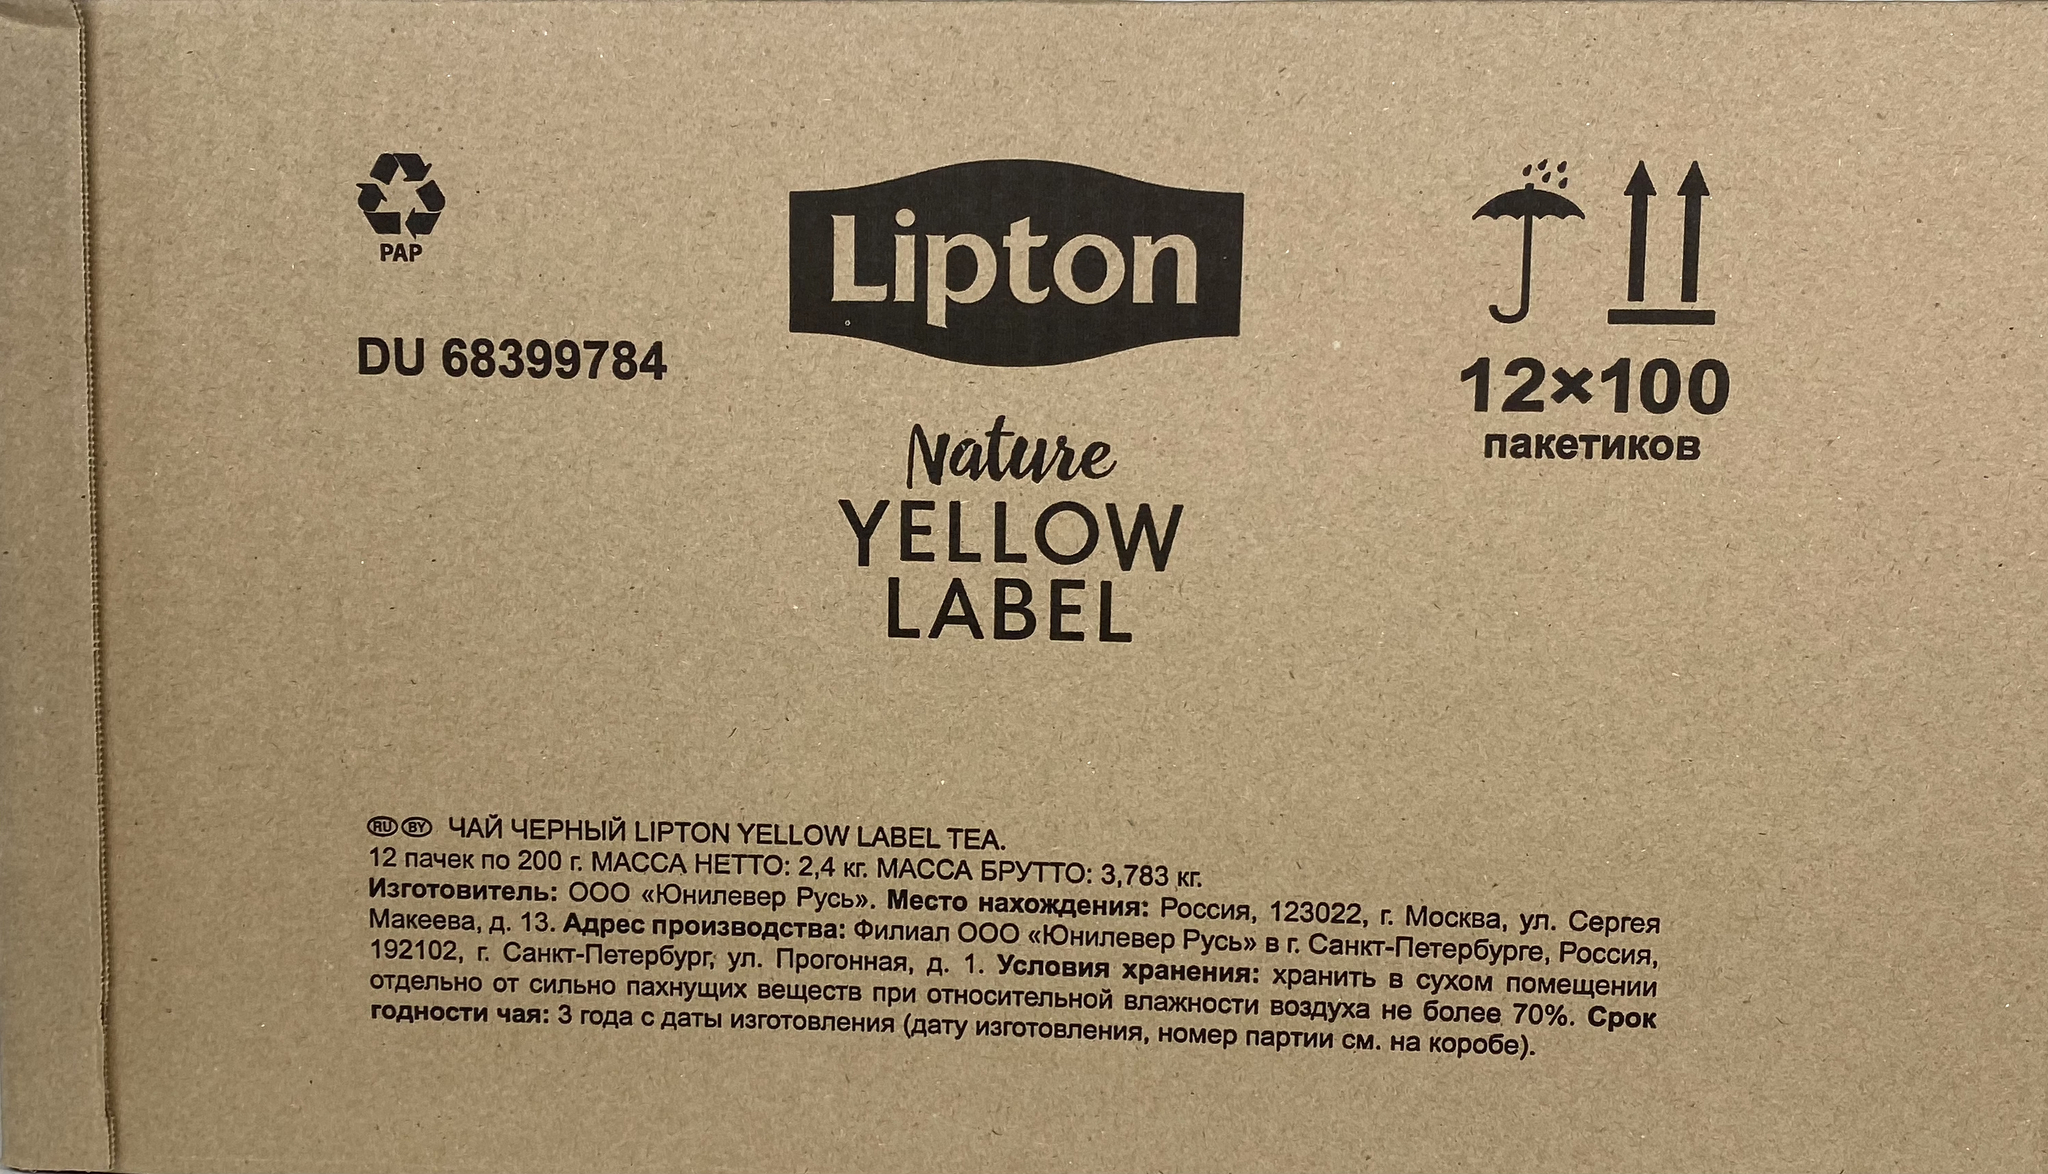 PAP
DU 68399784
Lipton
Nature
YELLOW
LABEL
12×100
пакетиков
RU BY ЧАЙ ЧЕРНЫЙ LIPTON YELLOW LABEL TEA.
12 пачек по 200 г. МАССА НЕТТО: 2,4 кг. МАССА БРУТТО: 3,783 кг.
Изготовитель: ООО «Юнилевер Русь». Место нахождения: Россия, 123022, г. Москва, ул. Сергея
Макеева, д. 13. Адрес производства: Филиал ООО «Юнилевер Русь» в г. Санкт-Петербурге, Россия,
192102, г. Санкт-Петербург, ул. Прогонная, д. 1. Условия хранения: хранить в сухом помещении
отдельно от сильно пахнущих веществ при относительной влажности воздуха не более 70%. Срок
годности чая: 3 года с даты изготовления (дату изготовления, номер партии см. на коробе).